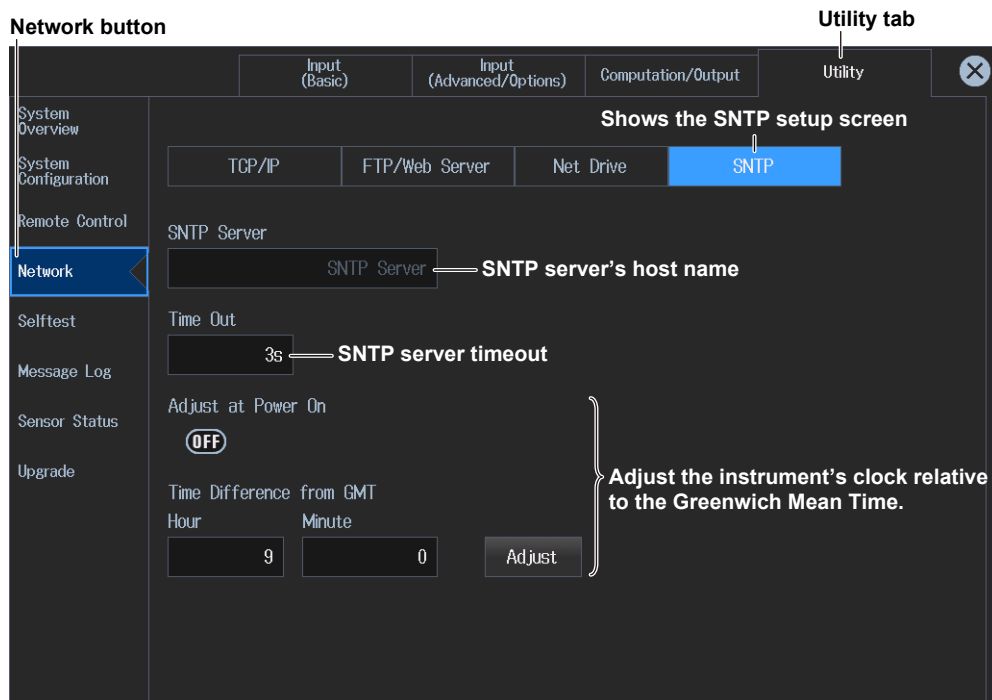 Network button
Utility tab
Input
(Basic)
Input
(Advanced/Options)
Computation/Output
Utility
System
Overview
Shows the SNTP setup screen
System
Configuration
TCP/IP
FTP/Web Server
Net Drive
SNTP
Remote Control
SNTP Server
Network
SNTP Server
SNTP server's host name
Selftest
Time Out
3s
SNTP server timeout
Message Log
Adjust at Power On
Sensor Status
OFF
Upgrade
Adjust the instrument's clock relative
to the Greenwich Mean Time.
Time Difference from GMT
Hour
Minute
9
0
Adjust